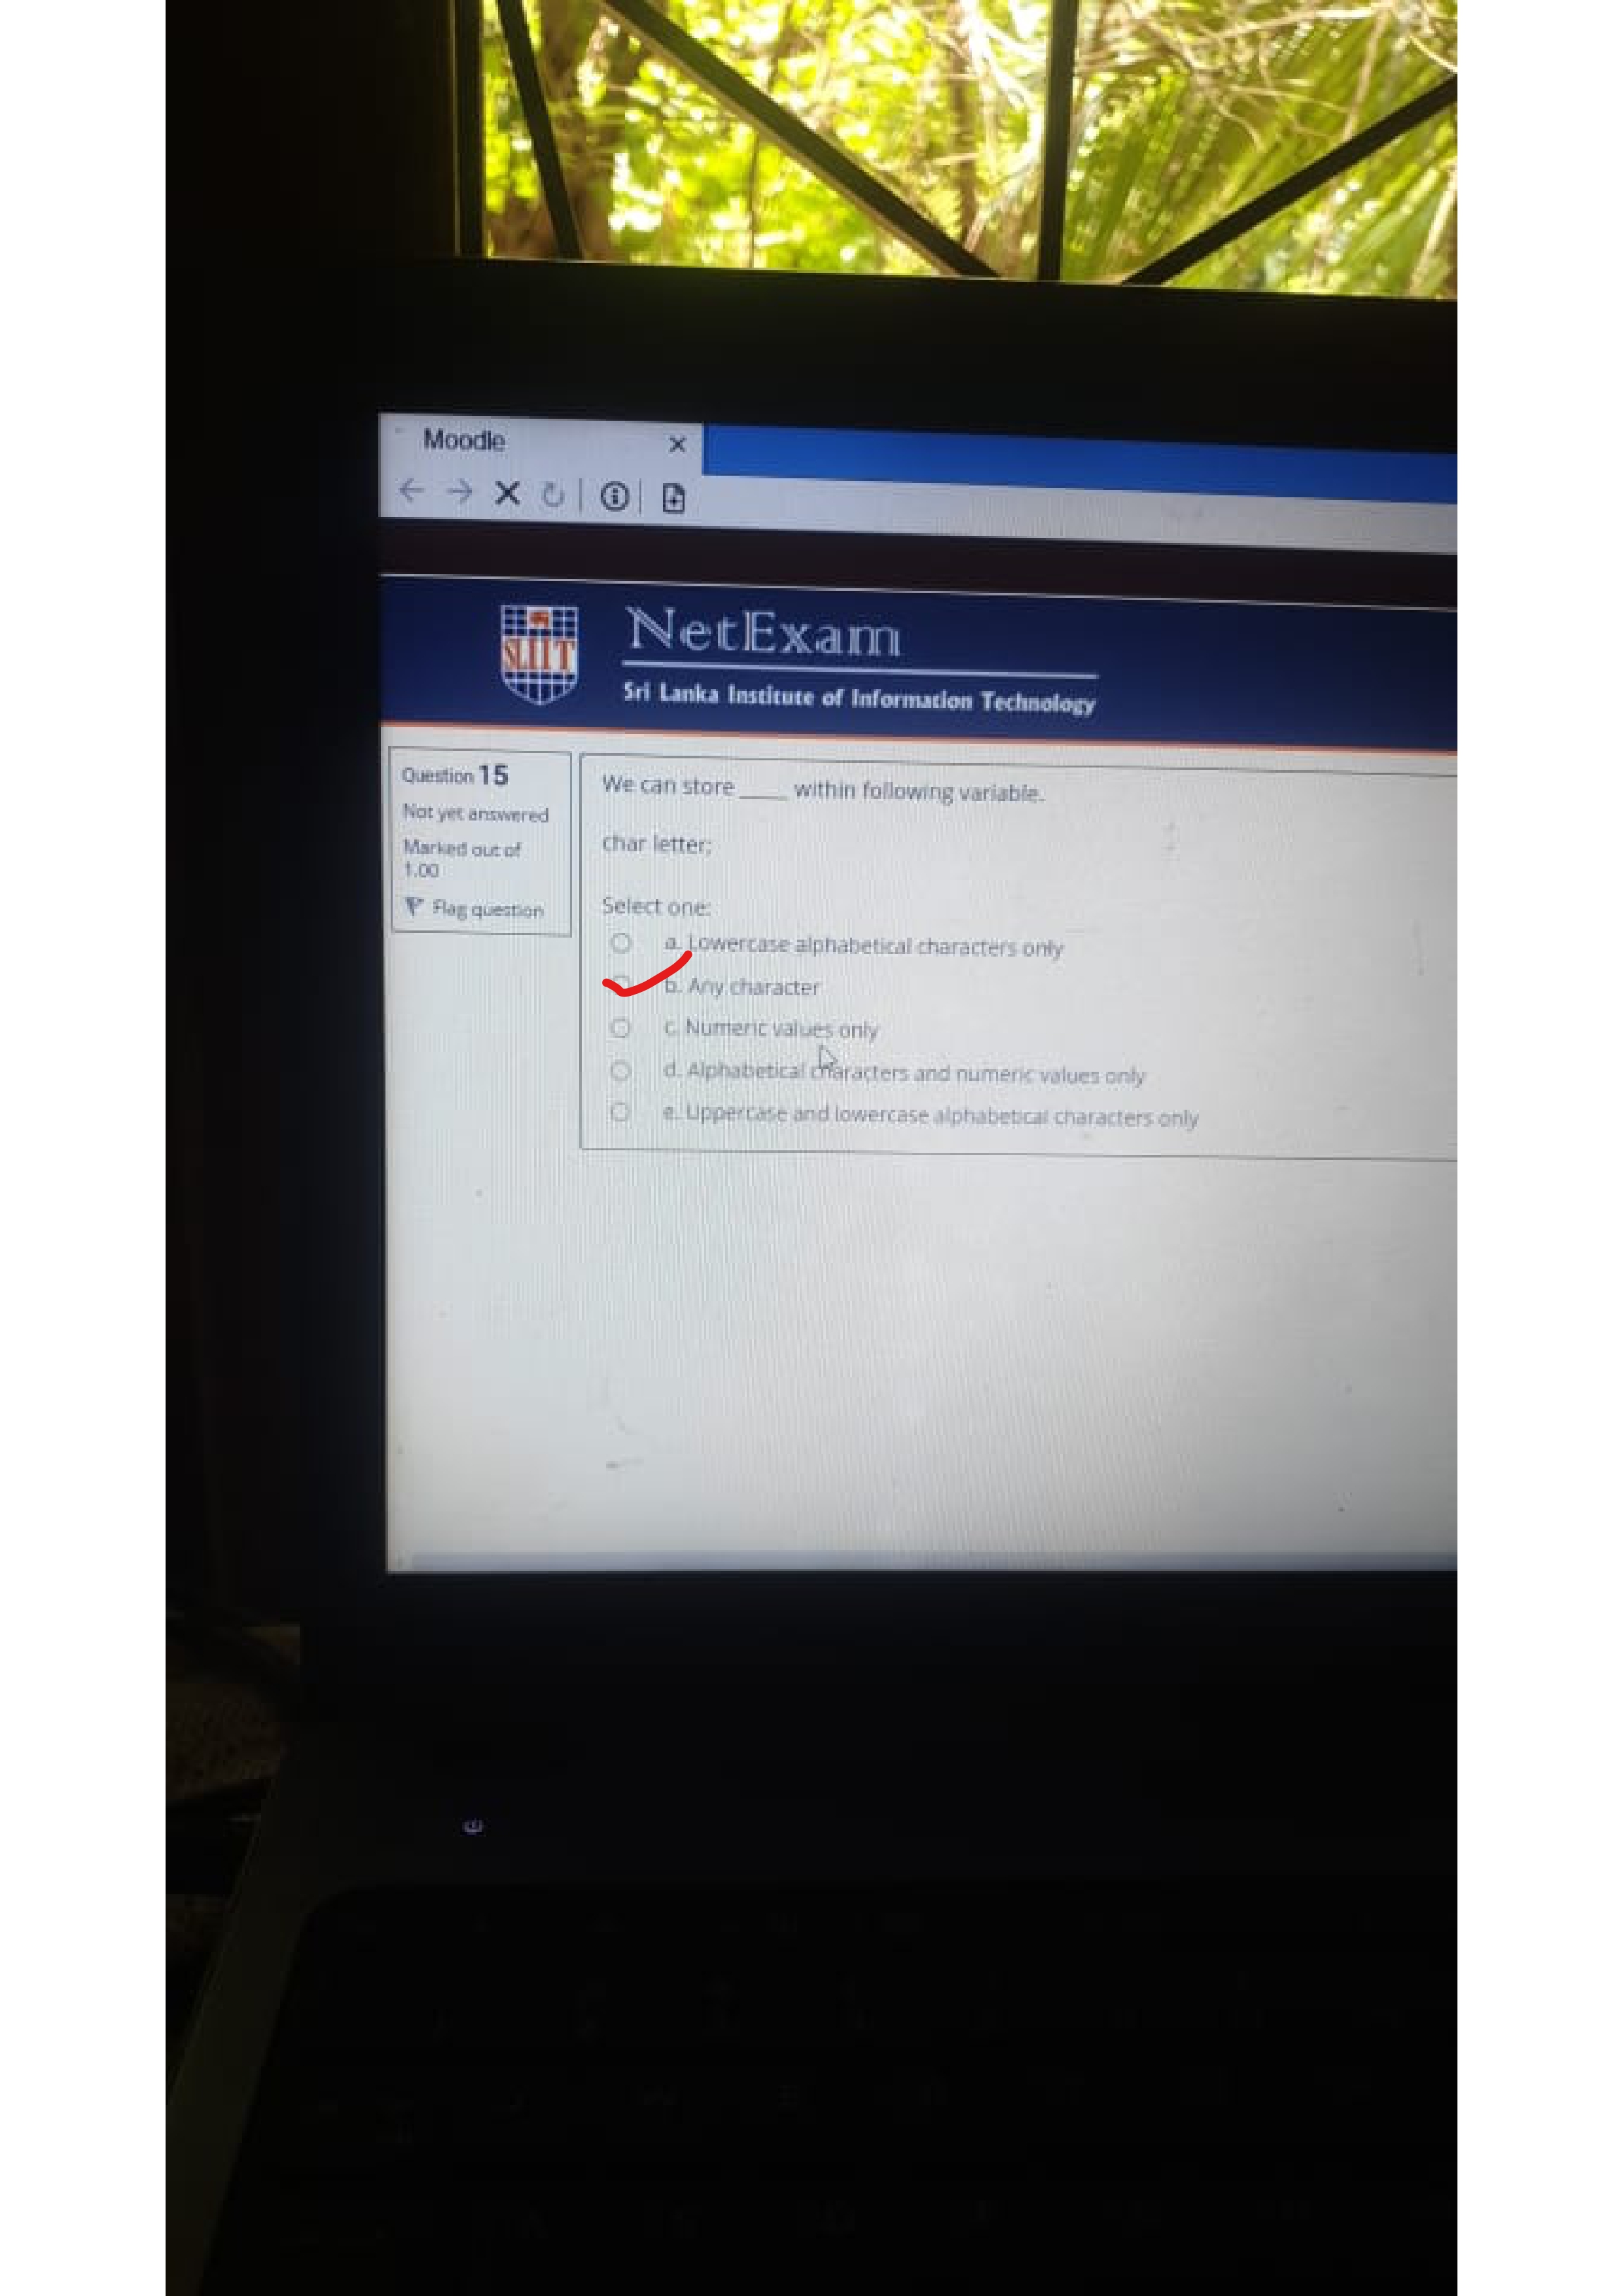 Moodle
SLIIT
NetExam
Sri Lanka Institute of Information Technology
Question 15
Not yet answered
Marked out of
1.00
Flag question
We can store ____ within following variable.
char letter;
Select one:
a. Lowercase alphabetical characters only
b. Any character
c. Numeric values only
d. Alphabetical characters and numeric values only
e. Uppercase and lowercase alphabetical characters only